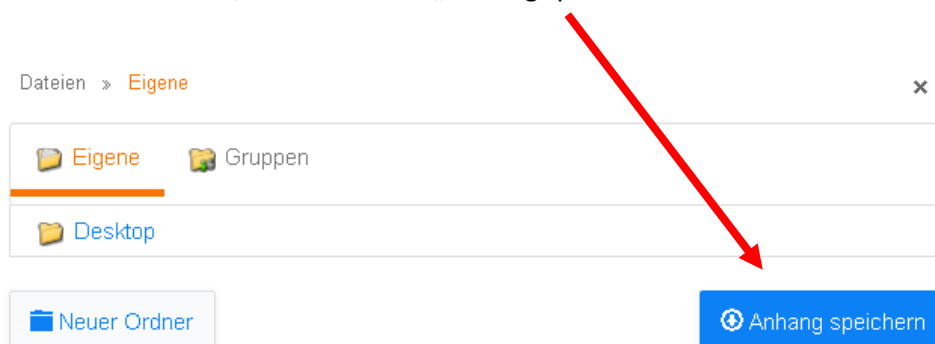 Dateien » Eigene ×
Eigene Gruppen
Desktop
Neuer Ordner Anhang speichern